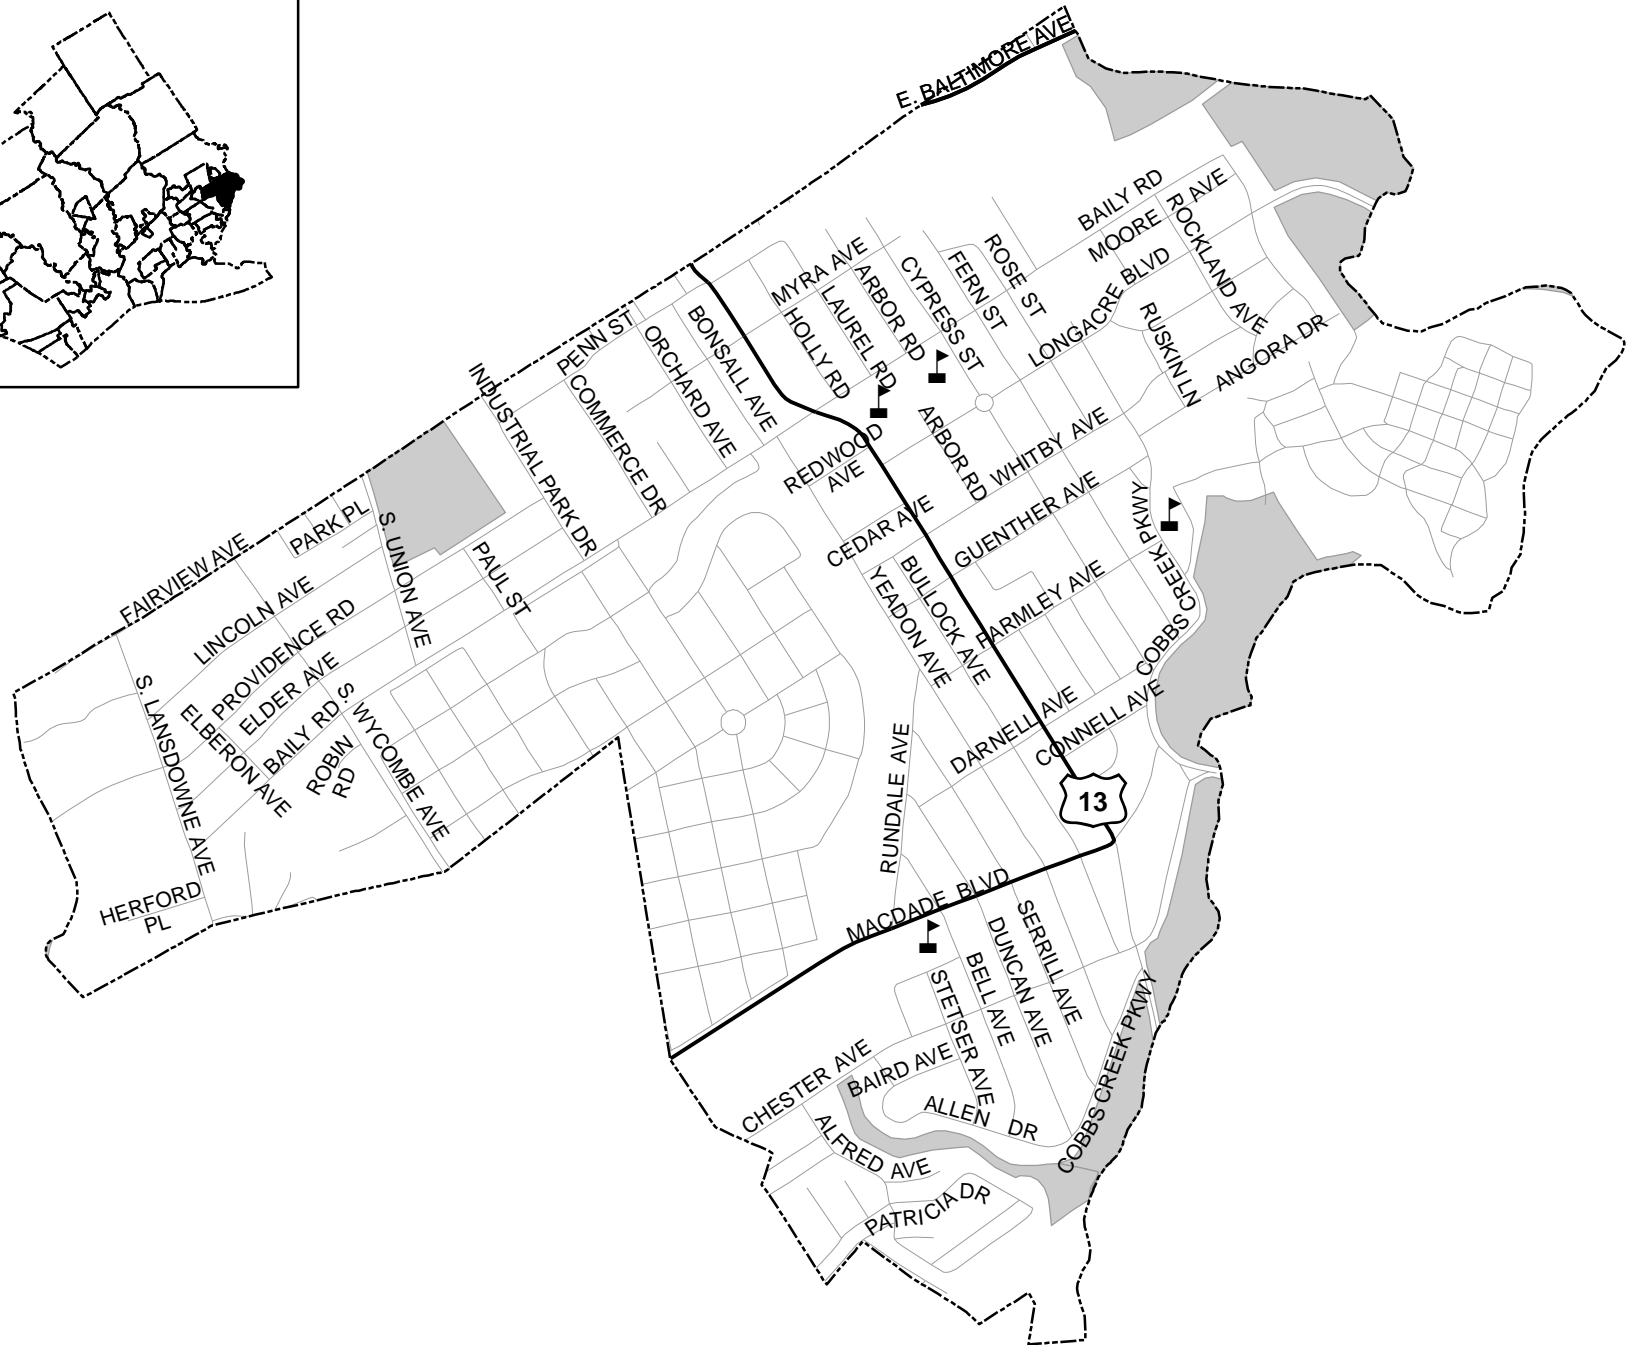 E. BALTIMORE AVE
BAILY RD
MOORE AVE
ROCKLAND AVE
LONGACRE BLVD
ROSE ST
FERN ST
CYPRESS ST
ARBOR RD
MYRA AVE
LAUREL RD
HOLLY RD
BONSALL AVE
ORCHARD AVE
PENN ST
COMMERCE DR
INDUSTRIAL PARK DR
RUSKIN LN
ANGORA DR
WHITBY AVE
ARBOR RD
REDWOOD
AVE
CEDAR AVE
GUENTHER AVE
COBBS CREEK PKWY
PARMLEY AVE
BULLOCK AVE
YEADON AVE
PARK PL
S. UNION AVE
PAUL ST
FAIRVIEW AVE
LINCOLN AVE
PROVIDENCE RD
ELDER AVE
BAILY RD
ELBERON AVE
ROBIN
RD
S. WYCOMBE AVE
S. LANSDOWNE AVE
HERFORD
PL
DARNELL AVE
CONNELL AVE
RUNDALE AVE
13
MACDADE BLVD
SERRILL AVE
DUNCAN AVE
BELL AVE
STETSER AVE
COBBS CREEK PKWY
CHESTER AVE
BAIRD AVE
ALLEN DR
ALFRED AVE
PATRICIA DR